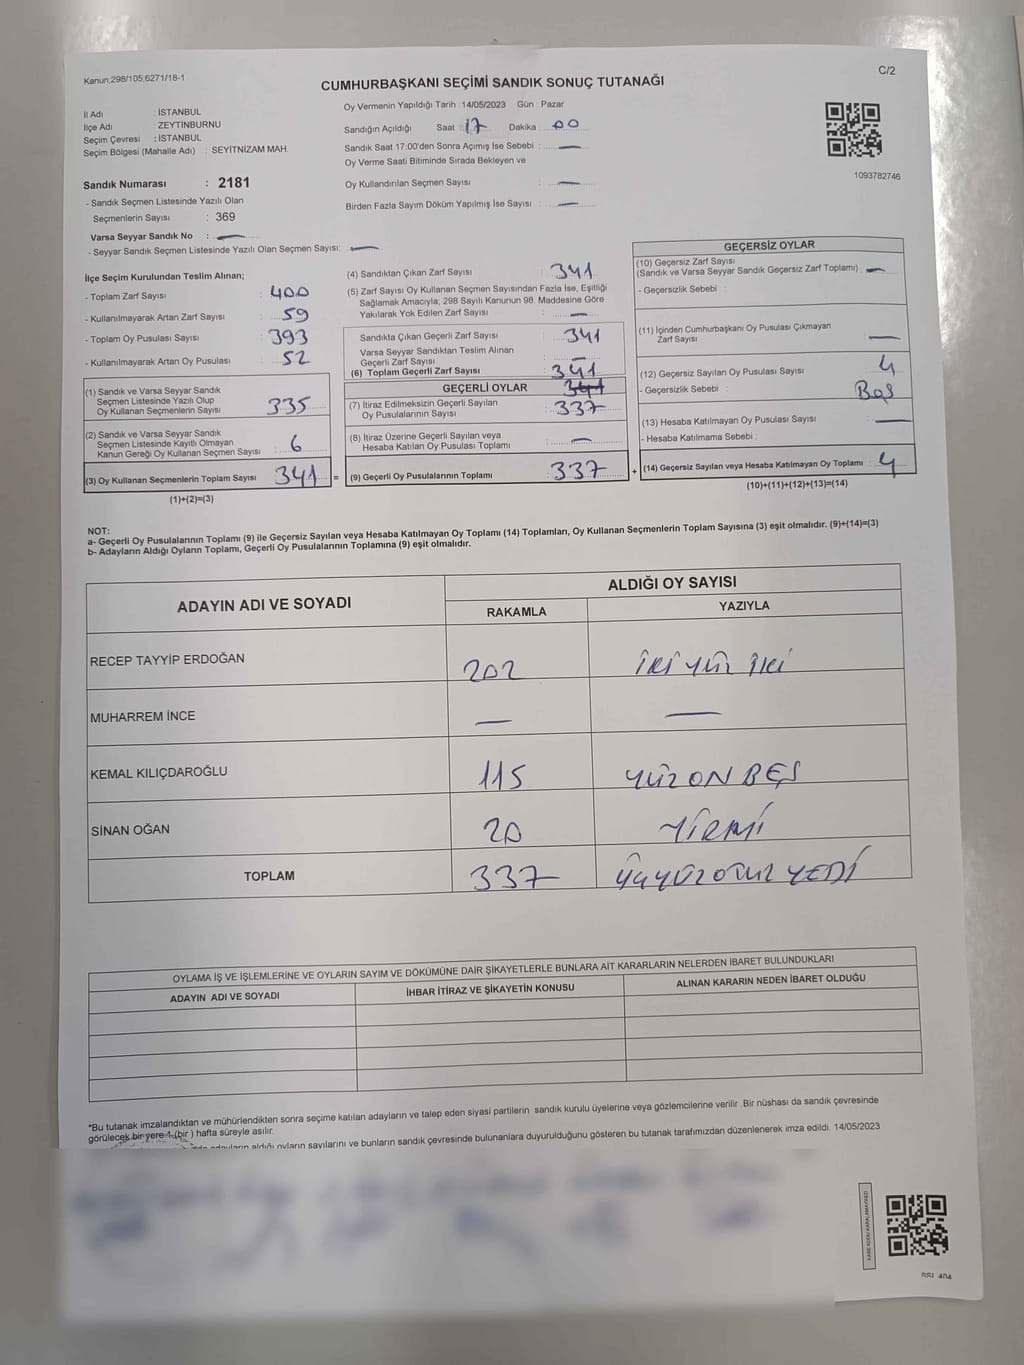 Kanun:298/105;6271/18-1
C/2
CUMHURBAŞKANI SEÇİMİ SANDIK SONUÇ TUTANAĞI
İl Adı : İSTANBUL
İlçe Adı : ZEYTİNBURNU
Seçim Çevresi : İSTANBUL
Seçim Bölgesi (Mahalle Adı) : SEYİTNİZAM MAH.
Sandık Numarası : 2181
- Sandık Seçmen Listesinde Yazılı Olan
Seçmenlerin Sayısı : 369
Varsa Seyyar Sandık No : —
- Seyyar Sandık Seçmen Listesinde Yazılı Olan Seçmen Sayısı: —
Oy Vermenin Yapıldığı Tarih : 14/05/2023 Gün : Pazar
Sandığın Açıldığı Saat : 17 Dakika : 00
Sandık Saat 17:00'den Sonra Açımış İse Sebebi : —
Oy Verme Saati Bitiminde Sırada Bekleyen ve
Oy Kullandırılan Seçmen Sayısı : —
Birden Fazla Sayım Döküm Yapılmış İse Sayısı : —
1093782746
İlçe Seçim Kurulundan Teslim Alınan;
- Toplam Zarf Sayısı : 400
- Kullanılmayarak Artan Zarf Sayısı : 59
- Toplam Oy Pusulası Sayısı : 393
- Kullanılmayarak Artan Oy Pusulası : 52
(1) Sandık ve Varsa Seyyar Sandık
Seçmen Listesinde Yazılı Olup
Oy Kullanan Seçmenlerin Sayısı : 335
(2) Sandık ve Varsa Seyyar Sandık
Seçmen Listesinde Kayıtlı Olmayan
Kanun Gereği Oy Kullanan Seçmen Sayısı : 6
(3) Oy Kullanan Seçmenlerin Toplam Sayısı : 341 =
(1)+(2)=(3)
(4) Sandıktan Çıkan Zarf Sayısı : 341
(5) Zarf Sayısı Oy Kullanan Seçmen Sayısından Fazla İse, Eşitliği
Sağlamak Amacıyla; 298 Sayılı Kanunun 98. Maddesine Göre
Yakılarak Yok Edilen Zarf Sayısı : —
Sandıkta Çıkan Geçerli Zarf Sayısı : 341
Varsa Seyyar Sandıktan Teslim Alınan
Geçerli Zarf Sayısı : —
(6) Toplam Geçerli Zarf Sayısı : 341
GEÇERLİ OYLAR 341
(7) İtiraz Edilmeksizin Geçerli Sayılan
Oy Pusulalarının Sayısı : 337
(8) İtiraz Üzerine Geçerli Sayılan veya
Hesaba Katılan Oy Pusulası Toplamı : —
(9) Geçerli Oy Pusulalarının Toplamı : 337 +
GEÇERSİZ OYLAR
(10) Geçersiz Zarf Sayısı
(Sandık ve Varsa Seyyar Sandık Geçersiz Zarf Toplamı) : —
- Geçersizlik Sebebi :
(11) İçinden Cumhurbaşkanı Oy Pusulası Çıkmayan
Zarf Sayısı : —
(12) Geçersiz Sayılan Oy Pusulası Sayısı : 4
- Geçersizlik Sebebi : Boş
(13) Hesaba Katılmayan Oy Pusulası Sayısı : —
- Hesaba Katılmama Sebebi :
(14) Geçersiz Sayılan veya Hesaba Katılmayan Oy Toplamı : 4
(10)+(11)+(12)+(13)=(14)
NOT:
a- Geçerli Oy Pusulalarının Toplamı (9) ile Geçersiz Sayılan veya Hesaba Katılmayan Oy Toplamı (14) Toplamları, Oy Kullanan Seçmenlerin Toplam Sayısına (3) eşit olmalıdır. (9)+(14)=(3)
b- Adayların Aldığı Oyların Toplamı, Geçerli Oy Pusulalarının Toplamına (9) eşit olmalıdır.
ADAYIN ADI VE SOYADI
ALDIĞI OY SAYISI
RAKAMLA YAZIYLA
RECEP TAYYİP ERDOĞAN 202 İKİ YÜZ İKİ
MUHARREM İNCE — —
KEMAL KILIÇDAROĞLU 115 YÜZ ON BEŞ
SİNAN OĞAN 20 YİRMİ
TOPLAM 337 ÜÇ YÜZ OTUZ YEDİ
OYLAMA İŞ VE İŞLEMLERİNE VE OYLARIN SAYIM VE DÖKÜMÜNE DAİR ŞİKAYETLERLE BUNLARA AİT KARARLARIN NELERDEN İBARET BULUNDUKLARI
ADAYIN ADI VE SOYADI İHBAR İTİRAZ VE ŞİKAYETİN KONUSU ALINAN KARARIN NEDEN İBARET OLDUĞU
*Bu tutanak imzalandıktan ve mühürlendikten sonra seçime katılan adayların ve talep eden siyasi partilerin sandık kurulu üyelerine veya gözlemcilerine verilir. Bir nüshası da sandık çevresinde
görülecek bir yere 1 (bir ) hafta süreyle asılır.
aldığı oyların sayılarını ve bunların sandık çevresinde bulunanlara duyurulduğunu gösteren bu tutanak tarafımızdan düzenlenerek imza edildi. 14/05/2023